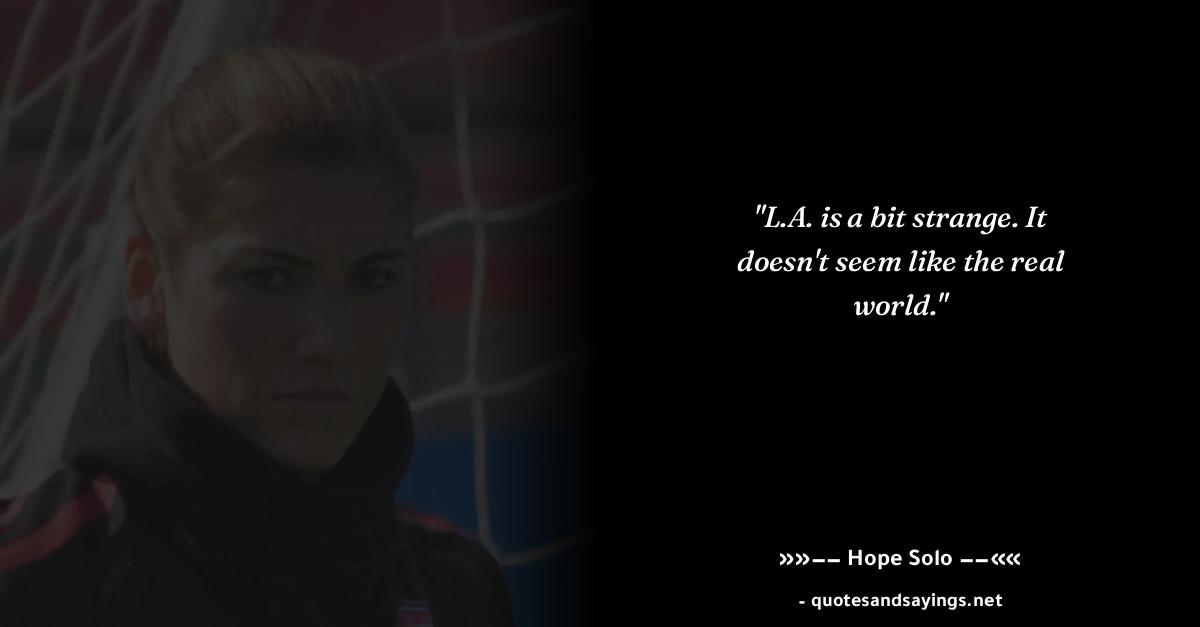 "L.A. is a bit strange. It
doesn't seem like the real
world."
»»−− Hope Solo −−««
- quotesandsayings.net